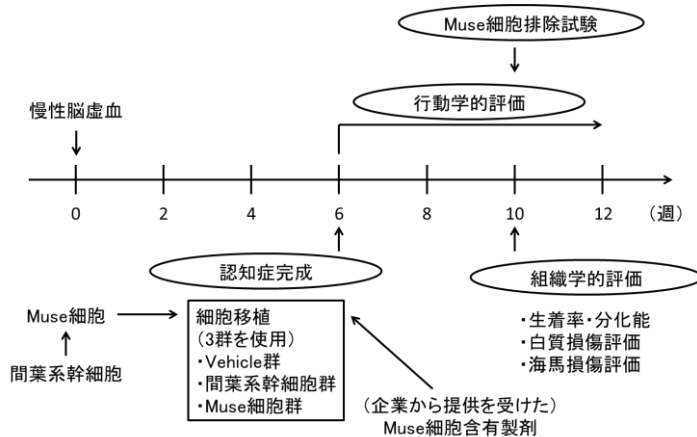 Muse細胞排除試験
行動学的評価
慢性脳虚血
0 2 4 6 8 10 12 (週)
認知症完成
組織学的評価
Muse細胞
間葉系幹細胞
細胞移植
(3群を使用)
・Vehicle群
・間葉系幹細胞群
・Muse細胞群
(企業から提供を受けた)
Muse細胞含有製剤
・生着率・分化能
・白質損傷評価
・海馬損傷評価